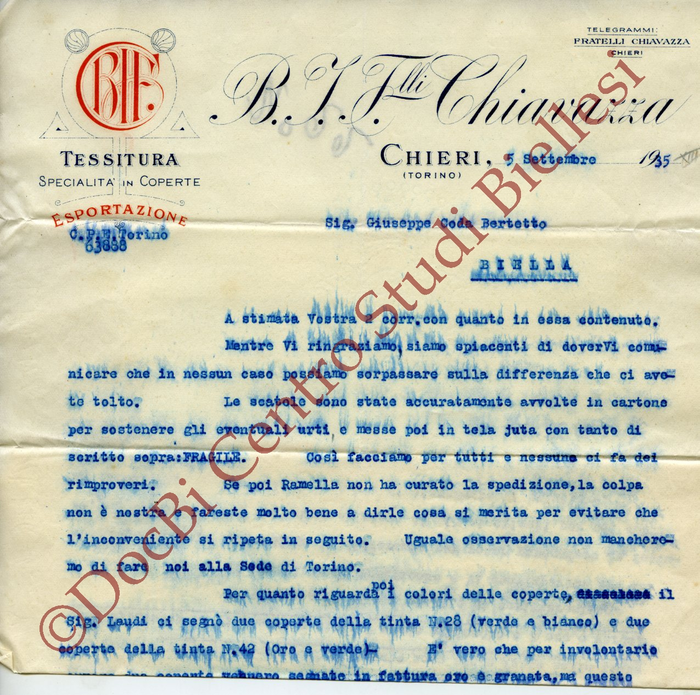 TELEGRAMMI:
FRATELLI CHIAVAZZA
CHIERI
B.I.F.lli Chiavazza
TESSITURA
SPECIALITA' IN COPERTE
ESPORTAZIONE
CHIERI, 5 Settembre 1935 XIII
(TORINO)
C.P.E. Torino
63668
Sig. Giuseppe Coda Bertetto
BIELLA
A stimata Vostra 2 corr. con quanto in essa contenuto.
Mentre Vi ringraziamo, siamo spiacenti di doverVi comu-
nicare che in nessun caso possiamo sorpassare sulla differenza che ci ave-
te tolto. Le scatole sono state accuratamente avvolte in cartone
per sostenere gli eventuali urti e messe poi in tela juta con tanto di
scritto sopra: FRAGILE. Così facciamo per tutti e nessuno ci fa dei
rimproveri. Se poi Ramella non ha curato la spedizione, la colpa
non è nostra e fareste molto bene a dirle cosa si merita per evitare che
l'inconveniente si ripeta in seguito. Uguale osservazione non manchere-
mo di fare noi alla Sede di Torino.
Per quanto riguarda poi i colori delle coperte, il
Sig. Laudi ci segnò due coperte della tinta N.28 (verde e bianco) e due
coperte della tinta N.42 (Oro e verde)- E' vero che per involontario
due coperte vennero segnate in fattura oro e granata, ma questo
©DocBi Centro Studi Biellesi